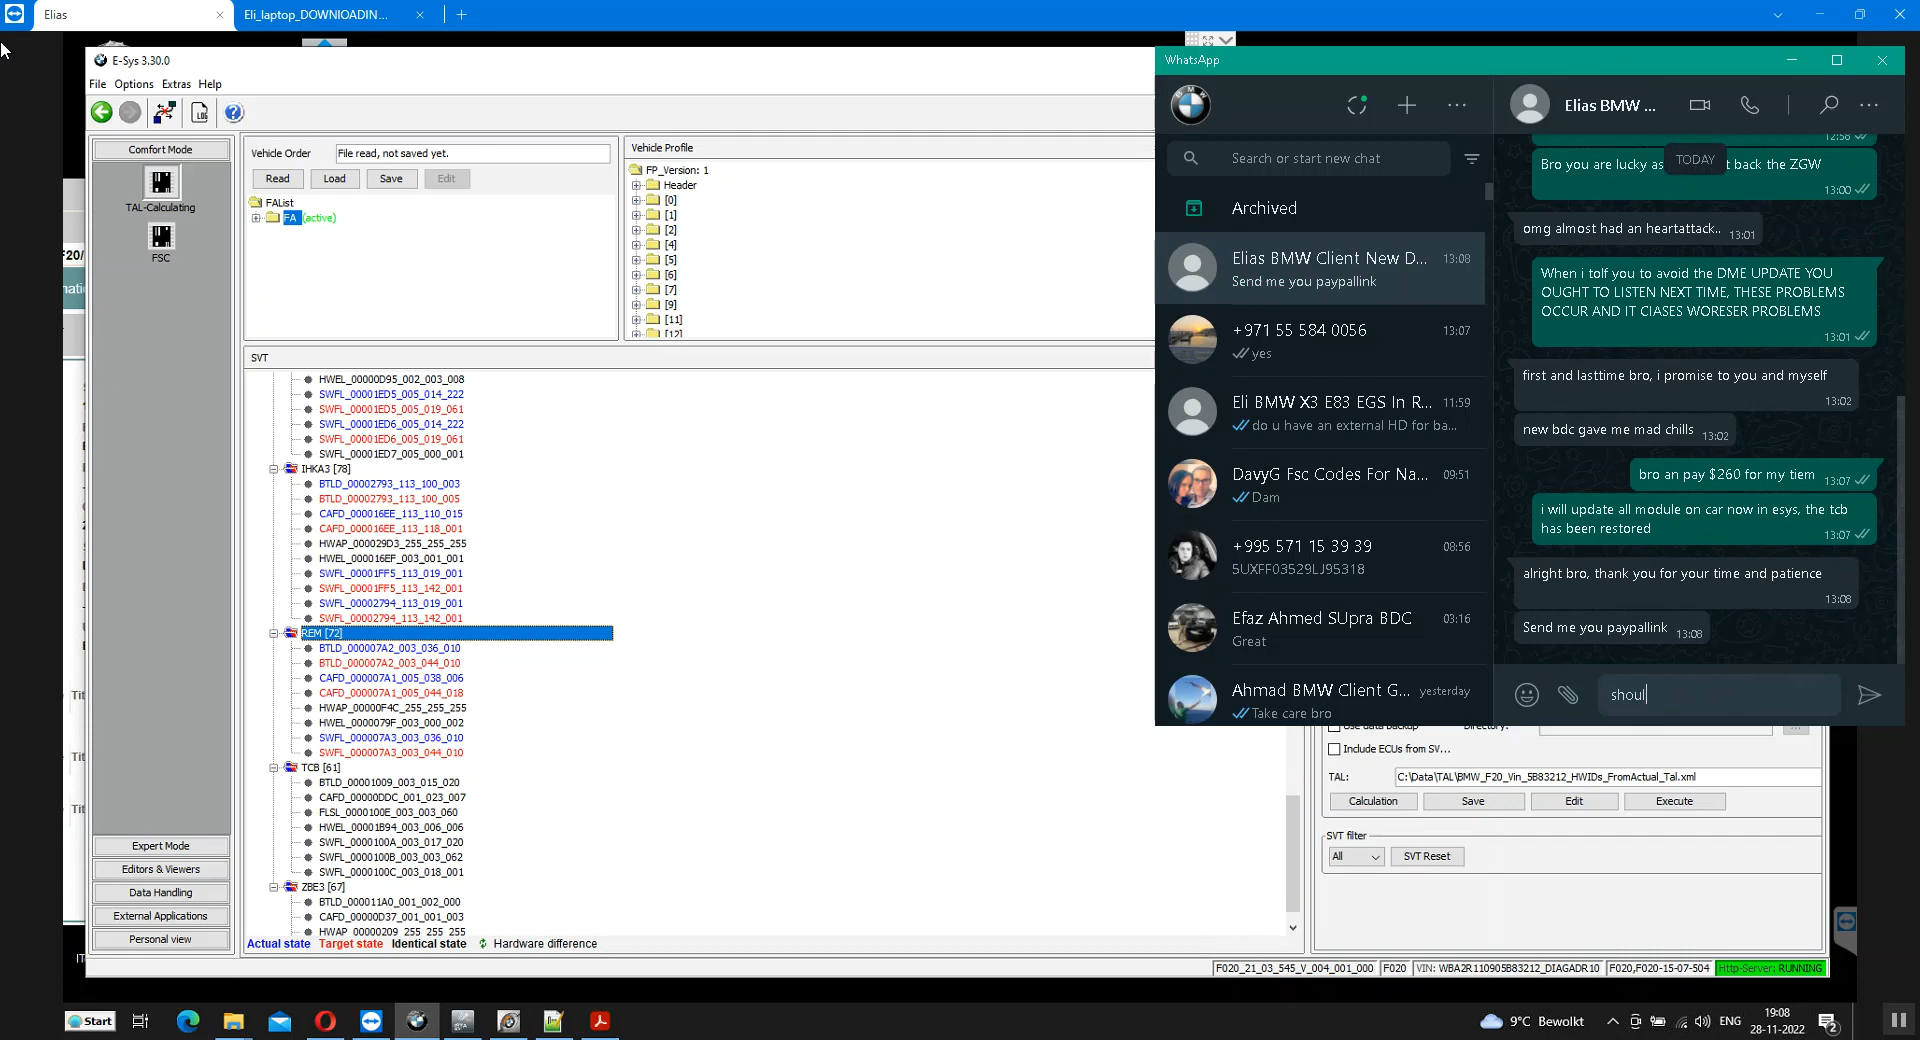 Elias
Eli_laptop_DOWNIOADIN...
E-Sys 3.30.0
File Options Extras Help
Comfort Mode
TAL-Calculating
FSC
Expert Mode
Editors & Viewers
Data Handling
External Applications
Personal view
Vehicle Order
File read, not saved yet.
Read
Load
Save
Edit
FAList
FA (active)
Vehicle Profile
FP_Version: 1
Header
[0]
[1]
[2]
[4]
[5]
[6]
[7]
[9]
[11]
[12]
SVT
HWEL_00000D95_002_003_008
SWFL_00001ED5_005_014_222
SWFL_00001ED5_005_019_061
SWFL_00001ED6_005_014_222
SWFL_00001ED6_005_019_061
SWFL_00001ED7_005_000_001
IHKA3 [78]
BTLD_00002793_113_100_003
BTLD_00002793_113_100_005
CAFD_000016EE_113_110_015
CAFD_000016EE_113_118_001
HWAP_000029D3_255_255_255
HWEL_000016EF_003_001_001
SWFL_00001FF5_113_019_001
SWFL_00001FF5_113_142_001
SWFL_00002794_113_019_001
SWFL_00002794_113_142_001
REM [72]
BTLD_000007A2_003_036_010
BTLD_000007A2_003_044_010
CAFD_000007A1_005_038_006
CAFD_000007A1_005_044_018
HWAP_00000F4C_255_255_255
HWEL_0000079F_003_000_002
SWFL_000007A3_003_036_010
SWFL_000007A3_003_044_010
TCB [61]
BTLD_00001009_003_015_020
CAFD_00000DDC_001_023_007
FLSL_0000100E_003_003_060
HWEL_00001B94_003_006_006
SWFL_0000100A_003_017_020
SWFL_0000100B_003_003_062
SWFL_0000100C_003_018_001
ZBE3 [67]
BTLD_000011A0_001_002_000
CAFD_00000D37_001_001_003
HWAP_00000209_255_255_255
Actual state Target state Identical state Hardware difference
Include ECUs from SV...
TAL:
C:\Data\TAL\BMW_F20_Vin_5B83212_HWIDs_FromActual_Tal.xml
Calculation
Save
Edit
Execute
SVT filter
All
SVT Reset
F020_21_03_545_V_004_001_000
F020
VIN: WBA2R110905B83212_DIAGADR10
F020,F020-15-07-504
Http-Server: RUNNING
WhatsApp
Search or start new chat
Archived
Elias BMW Client New D...
13:08
Send me you paypallink
+971 55 584 0056
13:07
yes
Eli BMW X3 E83 EGS In R...
11:59
do u have an external HD for ba...
DavyG Fsc Codes For Na...
09:51
Dam
+995 571 15 39 39
08:56
5UXFF03529LJ95318
Efaz Ahmed SUpra BDC
03:16
Great
Ahmad BMW Client G...
yesterday
Take care bro
Elias BMW ...
12:58
TODAY
Bro you are lucky as t back the ZGW
13:00
omg almost had an heartattack..
13:01
When i tolf you to avoid the DME UPDATE YOU
OUGHT TO LISTEN NEXT TIME, THESE PROBLEMS
OCCUR AND IT CIASES WORESER PROBLEMS
13:01
first and lasttime bro, i promise to you and myself
13:02
new bdc gave me mad chills
13:02
bro an pay $260 for my tiem
13:07
i will update all module on car now in esys, the tcb
has been restored
13:07
alright bro, thank you for your time and patience
13:08
Send me you paypallink
13:08
shoul
Start
9°C Bewolkt
ENG
19:08
28-11-2022
2